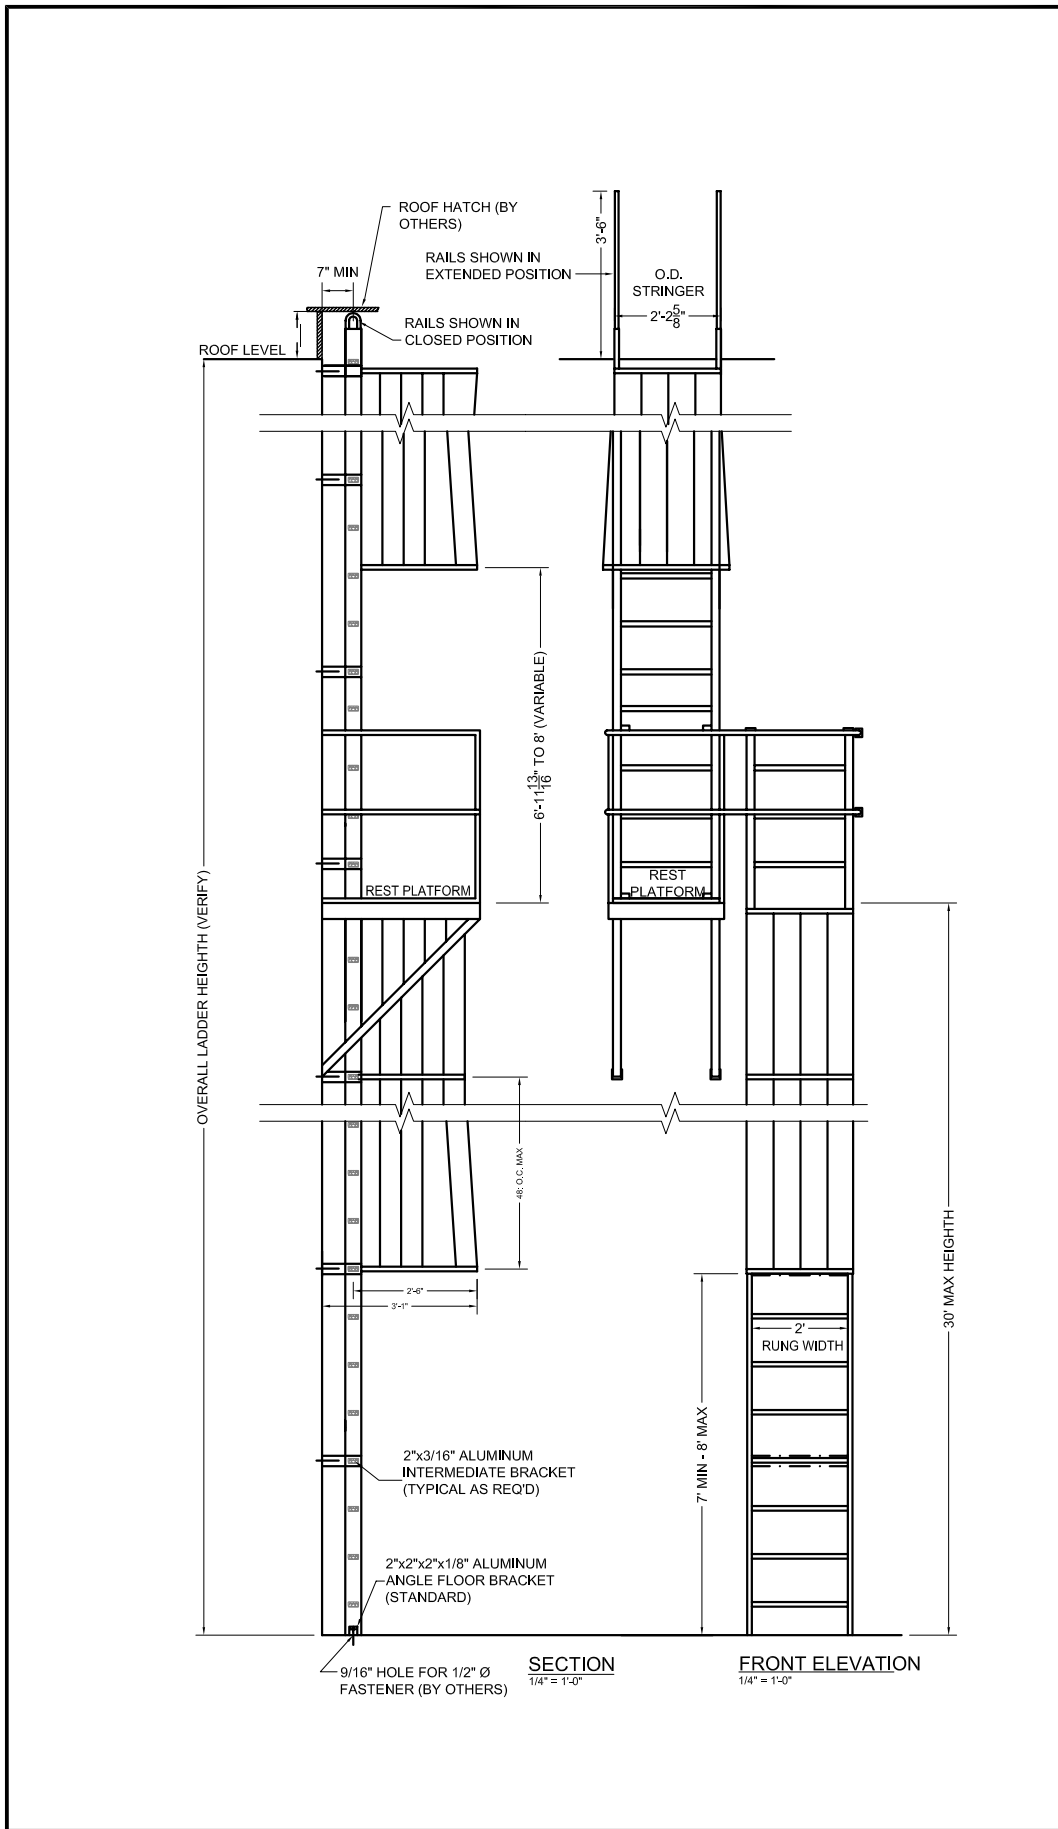 ROOF HATCH (BY
OTHERS)
7" MIN
RAILS SHOWN IN
EXTENDED POSITION
3'-6"
O.D.
STRINGER
2'-2 5/8"
RAILS SHOWN IN
CLOSED POSITION
ROOF LEVEL
6'-11 13/16" TO 8' (VARIABLE)
OVERALL LADDER HEIGHTH (VERIFY)
REST PLATFORM
REST
PLATFORM
48: O.C. MAX
2'-6"
3'-1"
30' MAX HEIGHTH
2'
RUNG WIDTH
7' MIN - 8' MAX
2"x3/16" ALUMINUM
INTERMEDIATE BRACKET
(TYPICAL AS REQ'D)
2"x2"x2"x1/8" ALUMINUM
ANGLE FLOOR BRACKET
(STANDARD)
9/16" HOLE FOR 1/2" Ø
FASTENER (BY OTHERS)
SECTION
1/4" = 1'-0"
FRONT ELEVATION
1/4" = 1'-0"